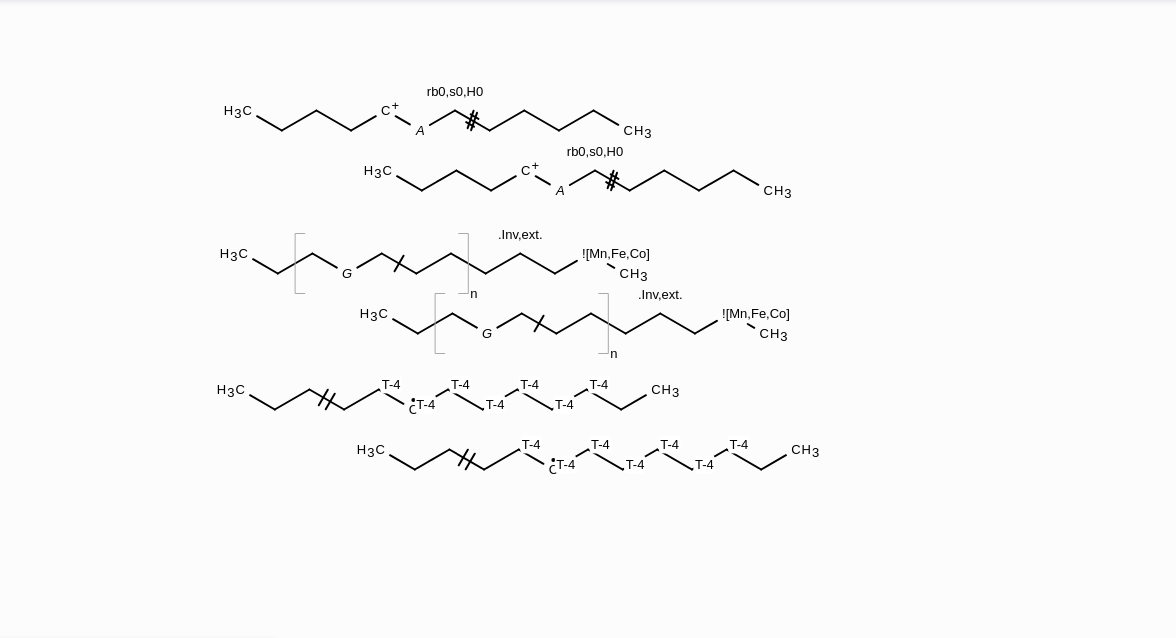 rb0,s0,H0
H3C C+ A CH3
rb0,s0,H0
H3C C+ A CH3
.Inv,ext.
H3C G ![Mn,Fe,Co]
CH3
n
.Inv,ext.
H3C G ![Mn,Fe,Co]
CH3
n
H3C T-4 T-4 T-4 T-4 CH3
C T-4 T-4 T-4
H3C T-4 T-4 T-4 T-4 CH3
C T-4 T-4 T-4